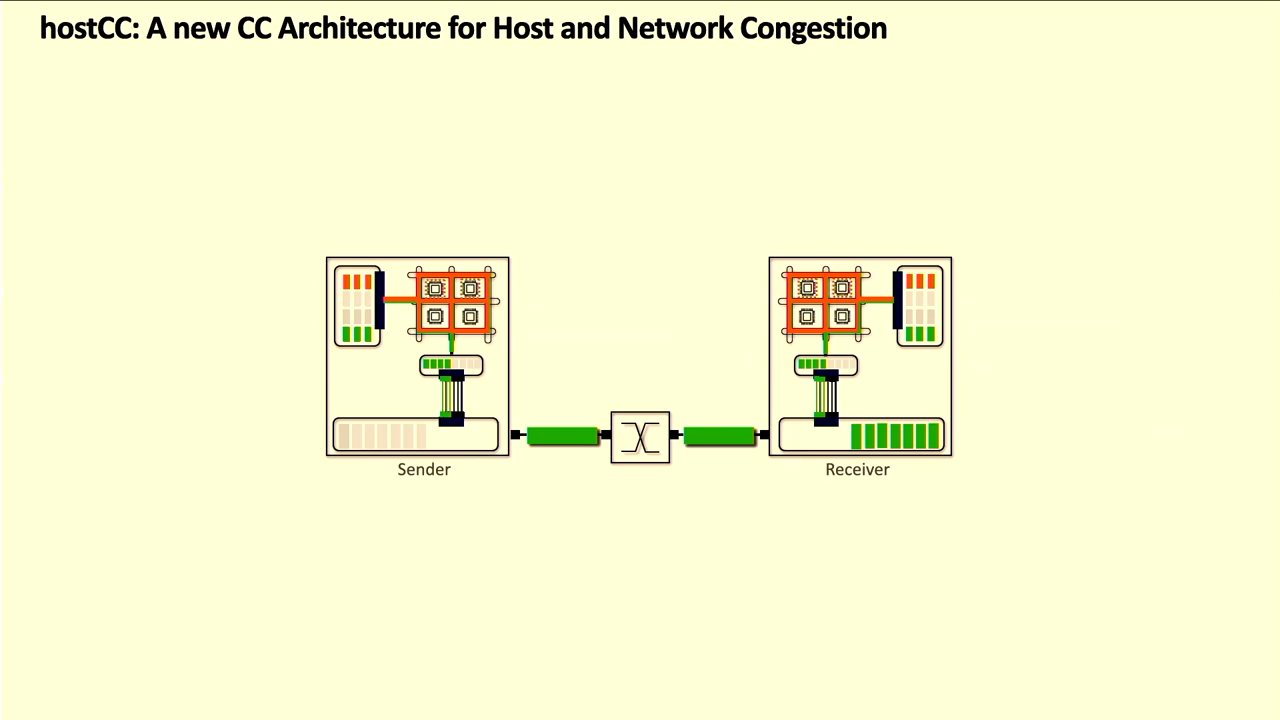 hostCC: A new CC Architecture for Host and Network Congestion
Sender
Receiver